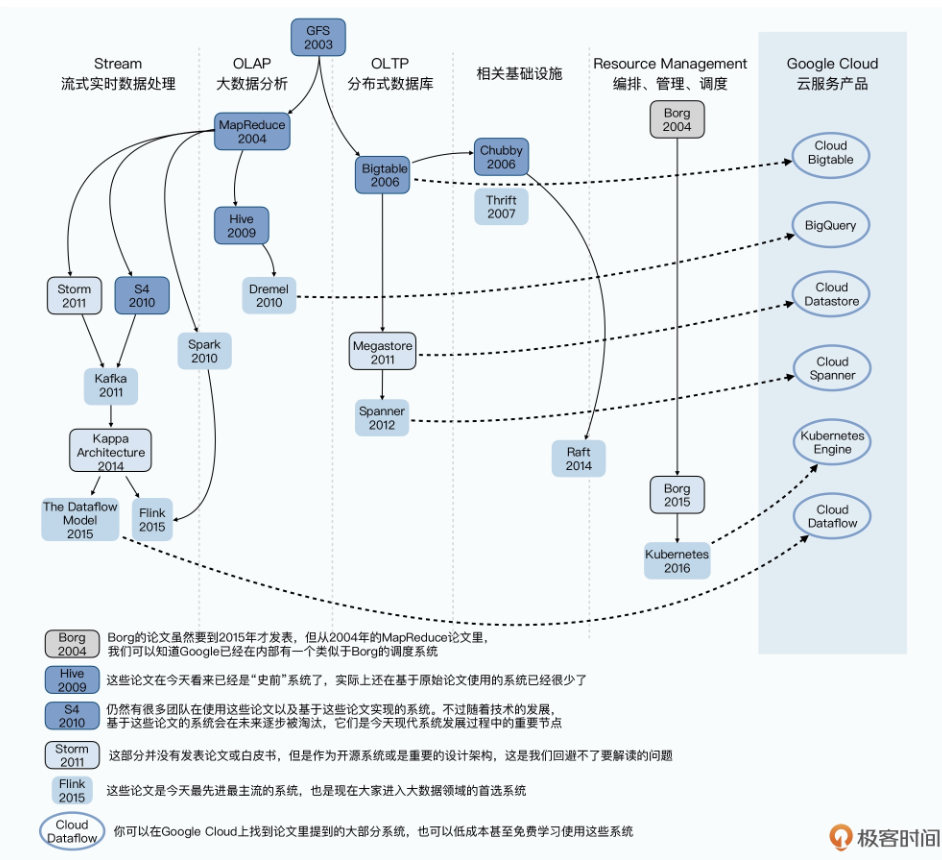 GFS
2003
Stream
流式实时数据处理
OLAP
大数据分析
OLTP
分布式数据库
相关基础设施
Resource Management
编排、管理、调度
Google Cloud
云服务产品
MapReduce
2004
Borg
2004
Chubby
2006
Cloud
Bigtable
Bigtable
2006
Thrift
2007
Hive
2009
BigQuery
Storm
2011
S4
2010
Dremel
2010
Cloud
Datastore
Spark
2010
Megastore
2011
Kafka
2011
Cloud
Spanner
Spanner
2012
Kappa
Architecture
2014
Raft
2014
Kubernetes
Engine
Borg
2015
The Dataflow
Model
2015
Flink
2015
Cloud
Dataflow
Kubernetes
2016
Borg
2004
Borg的论文虽然要到2015年才发表，但从2004年的MapReduce论文里，
我们可以知道Google已经在内部有一个类似于Borg的调度系统
Hive
2009
这些论文在今天看来已经是“史前”系统了，实际上还在基于原始论文使用的系统已经很少了
S4
2010
仍然有很多团队在使用这些论文以及基于这些论文实现的系统。不过随着技术的发展，
基于这些论文的系统会在未来逐步被淘汰，它们是今天现代系统发展过程中的重要节点
Storm
2011
这部分并没有发表论文或白皮书，但是作为开源系统或是重要的设计架构，这是我们回避不了要解读的问题
Flink
2015
这些论文是今天最先进最主流的系统，也是现在大家进入大数据领域的首选系统
Cloud
Dataflow
你可以在Google Cloud上找到论文里提到的大部分系统，也可以低成本甚至免费学习使用这些系统
极客时间